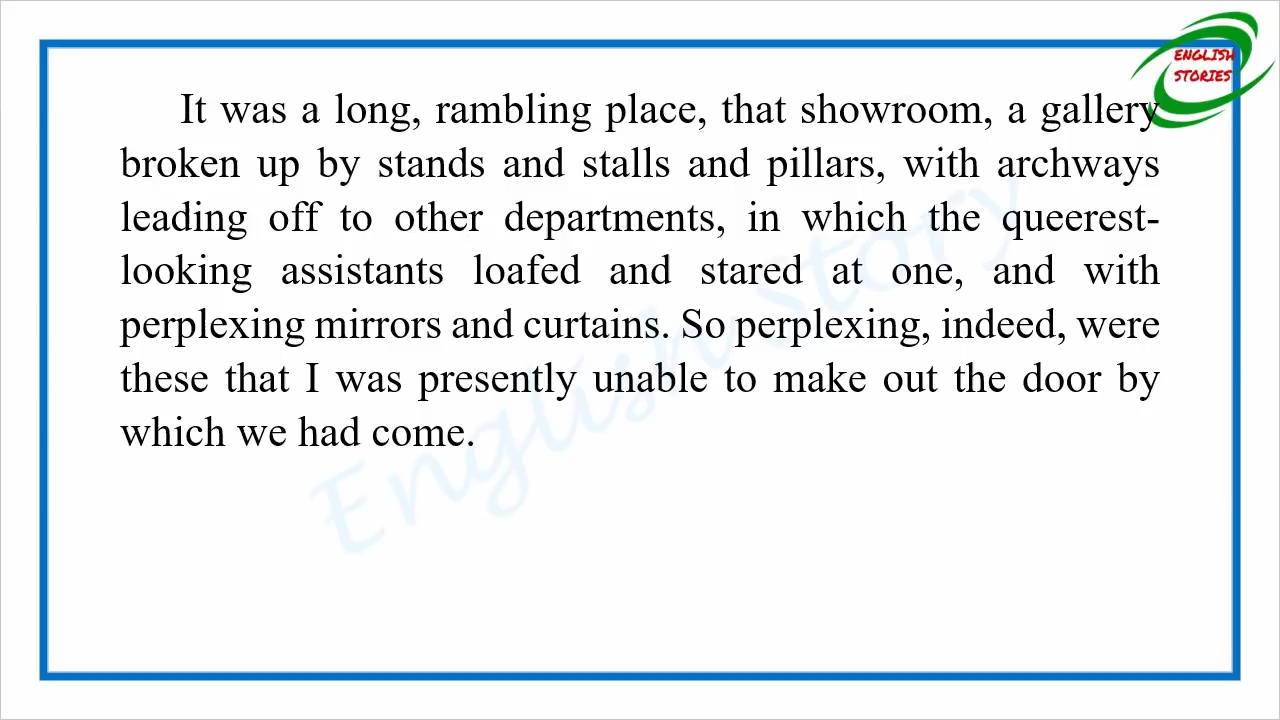 ENGLISH
STORIES
It was a long, rambling place, that showroom, a gallery
broken up by stands and stalls and pillars, with archways
leading off to other departments, in which the queerest-
looking assistants loafed and stared at one, and with
perplexing mirrors and curtains. So perplexing, indeed, were
these that I was presently unable to make out the door by
which we had come.
English Story